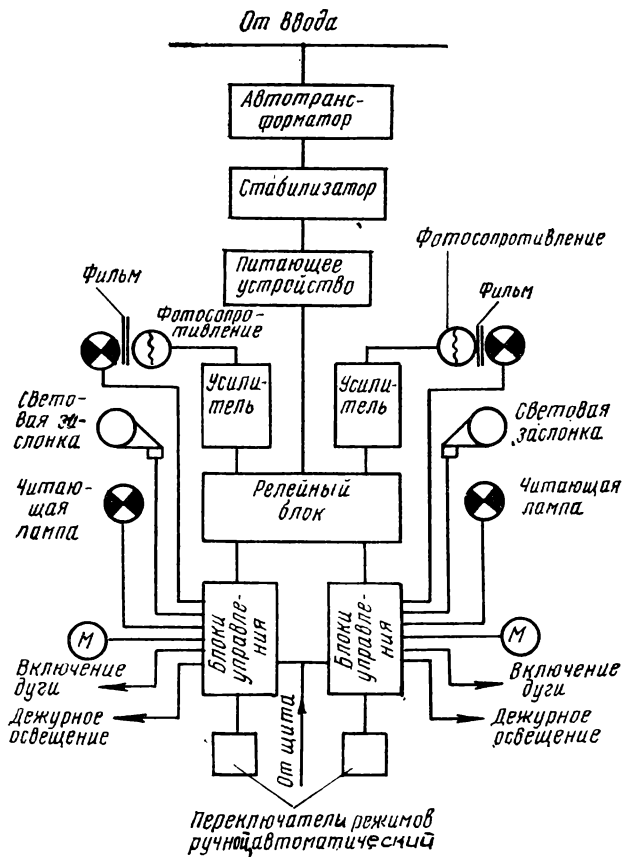 От ввода
Автотранс-
форматор
Стабилизатор
Питающее
устройство
Фотосопротивление
Фильм
Фильм
Фотосопро-
тивление
Усили-
тель
Усили-
тель
Свето-
вая за-
слонка
Световая
заслонка
Читаю-
щая
лампа
Релейный
блок
Читающая
лампа
Блоки
управле-
ния
Блоки
управле-
ния
М
М
Включение
дуги
Включение
дуги
Дежурное
освещение
От щита
Дежурное
освещение
Переключатели режимов
ручной,автоматический